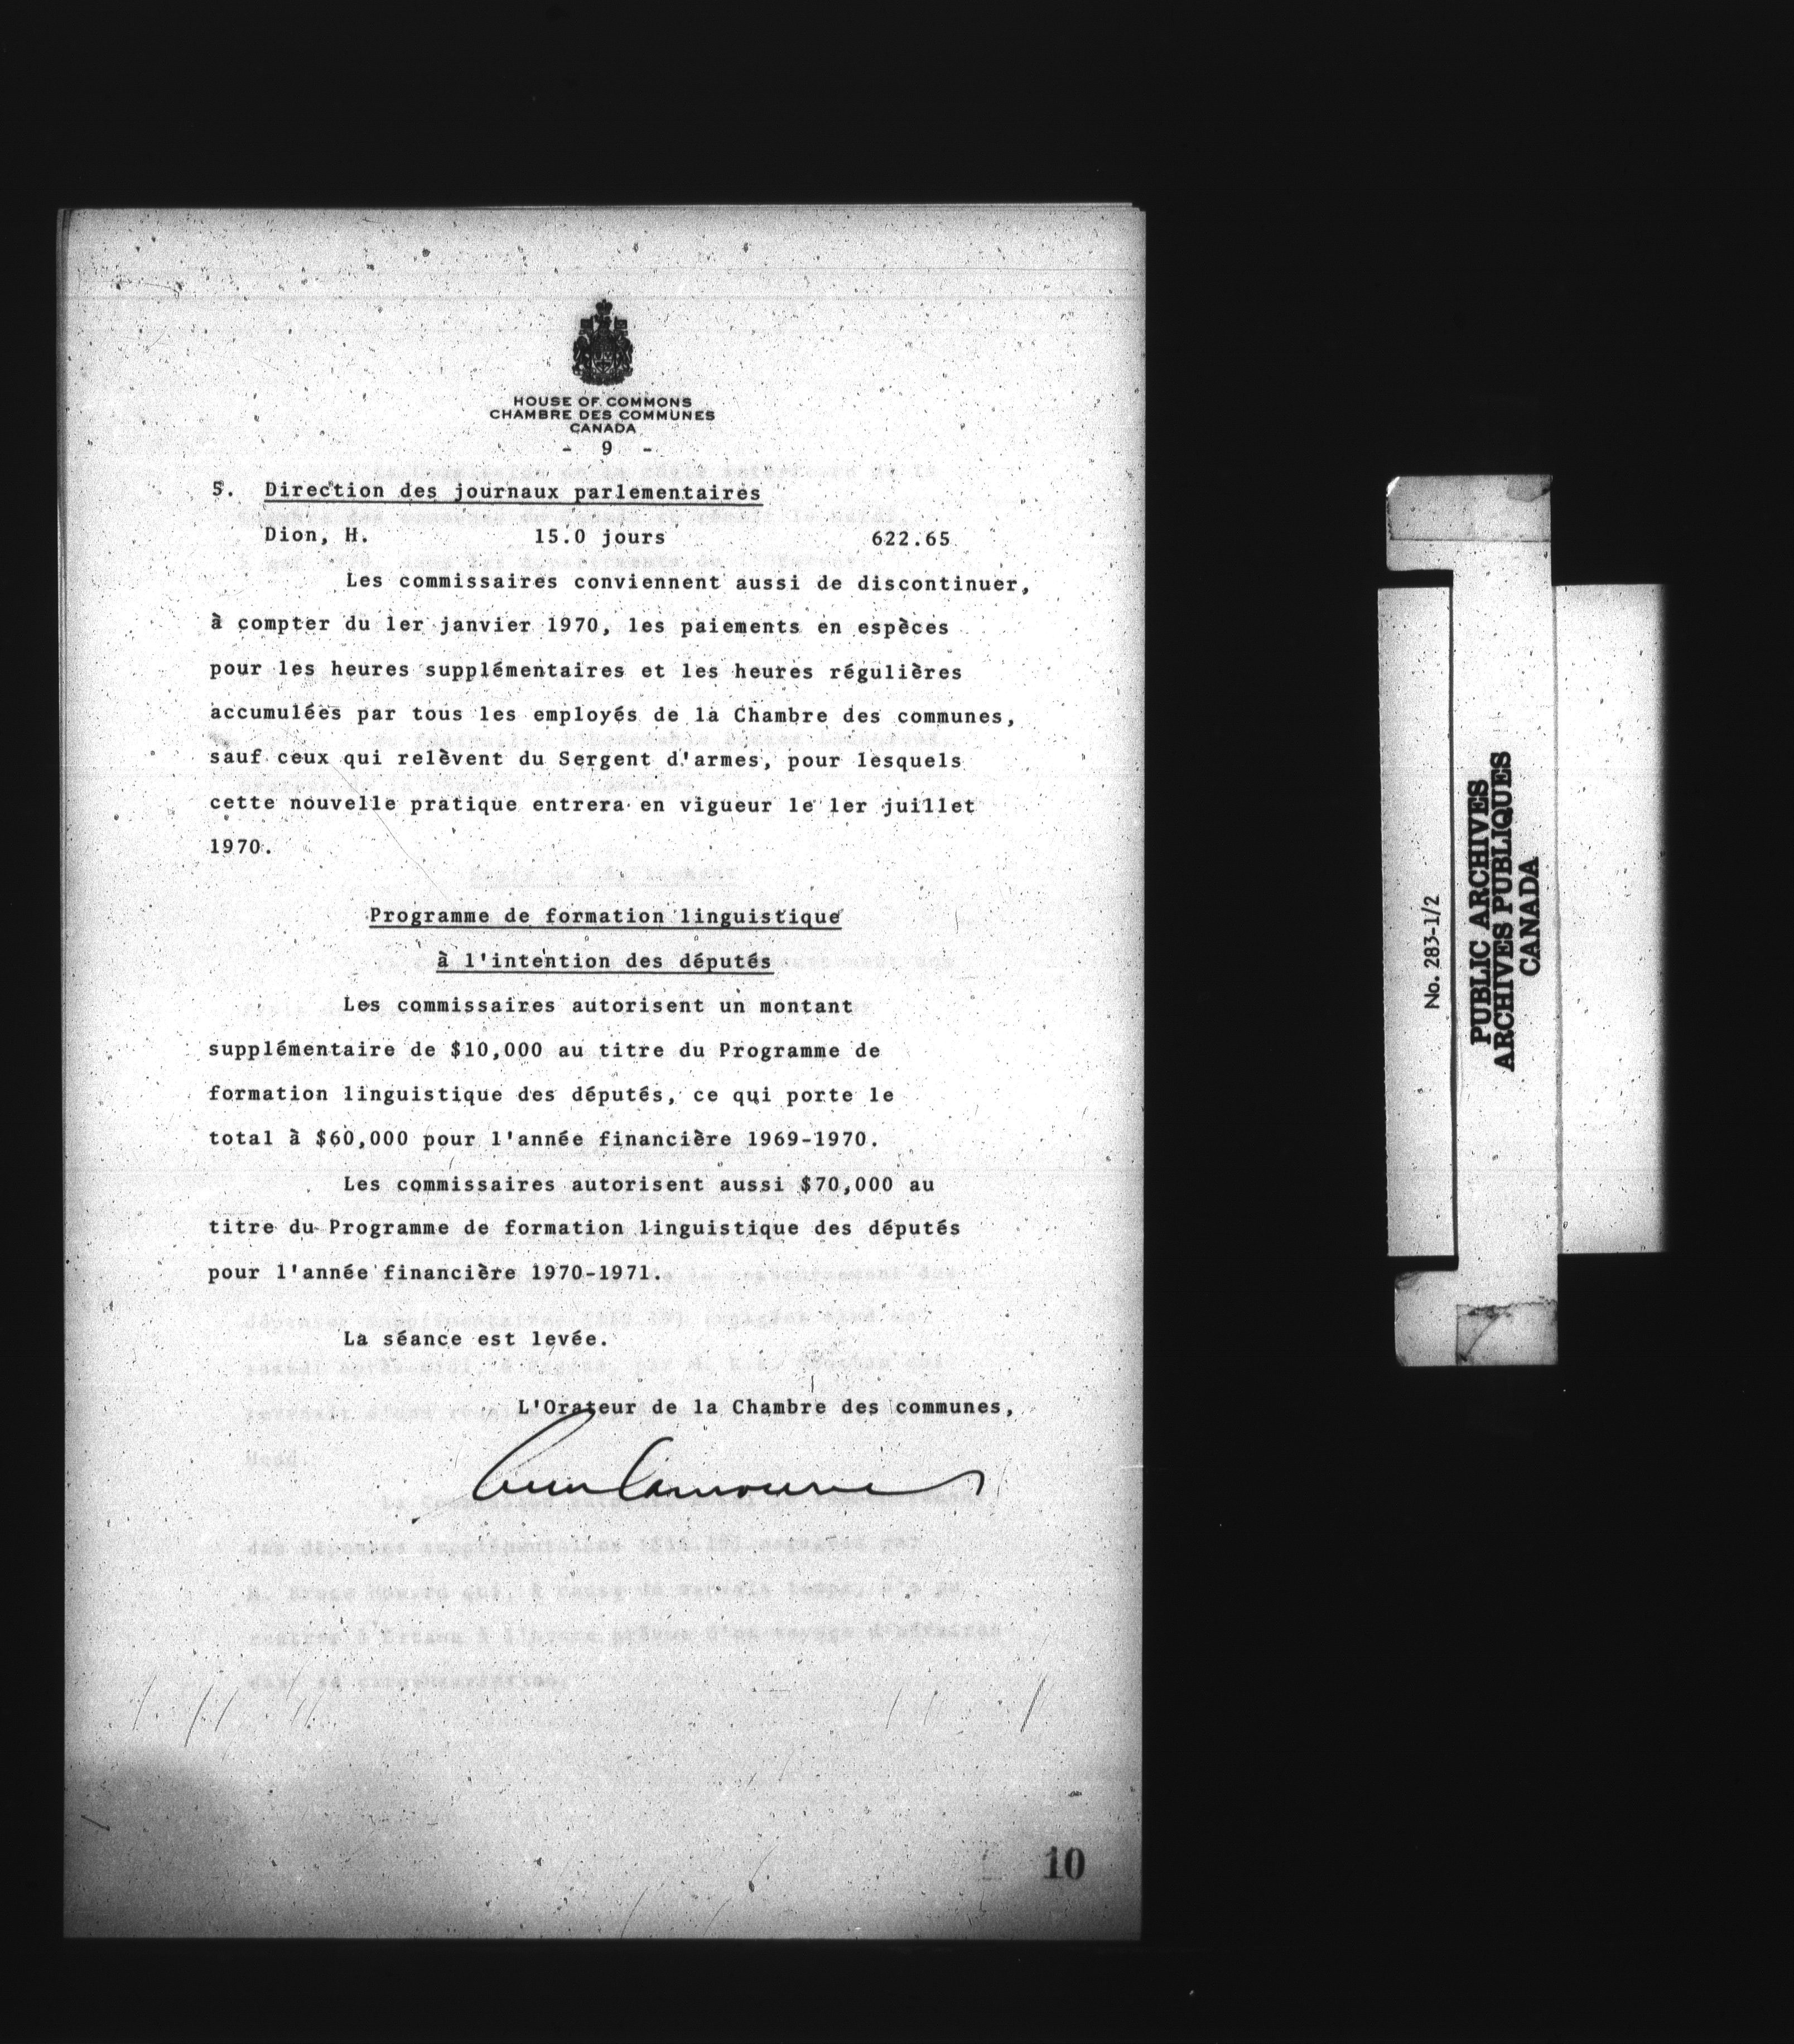 HOUSE OF COMMONS
CHAMBRE DES COMMUNES
CANADA
- 9 -
5. Direction des journaux parlementaires
Dion, H. 15.0 jours 622.65
Les commissaires conviennent aussi de discontinuer,
à compter du 1er janvier 1970, les paiements en espèces
pour les heures supplémentaires et les heures régulières
accumulées par tous les employés de la Chambre des communes,
sauf ceux qui relèvent du Sergent d'armes, pour lesquels
cette nouvelle pratique entrera en vigueur le 1er juillet
1970.
Programme de formation linguistique
à l'intention des députés
Les commissaires autorisent un montant
supplémentaire de $10,000 au titre du Programme de
formation linguistique des députés, ce qui porte le
total à $60,000 pour l'année financière 1969-1970.
Les commissaires autorisent aussi $70,000 au
titre du Programme de formation linguistique des députés
pour l'année financière 1970-1971.
La séance est levée.
L'Orateur de la Chambre des communes,
10
No. 283-1/2
PUBLIC ARCHIVES
ARCHIVES PUBLIQUES
CANADA